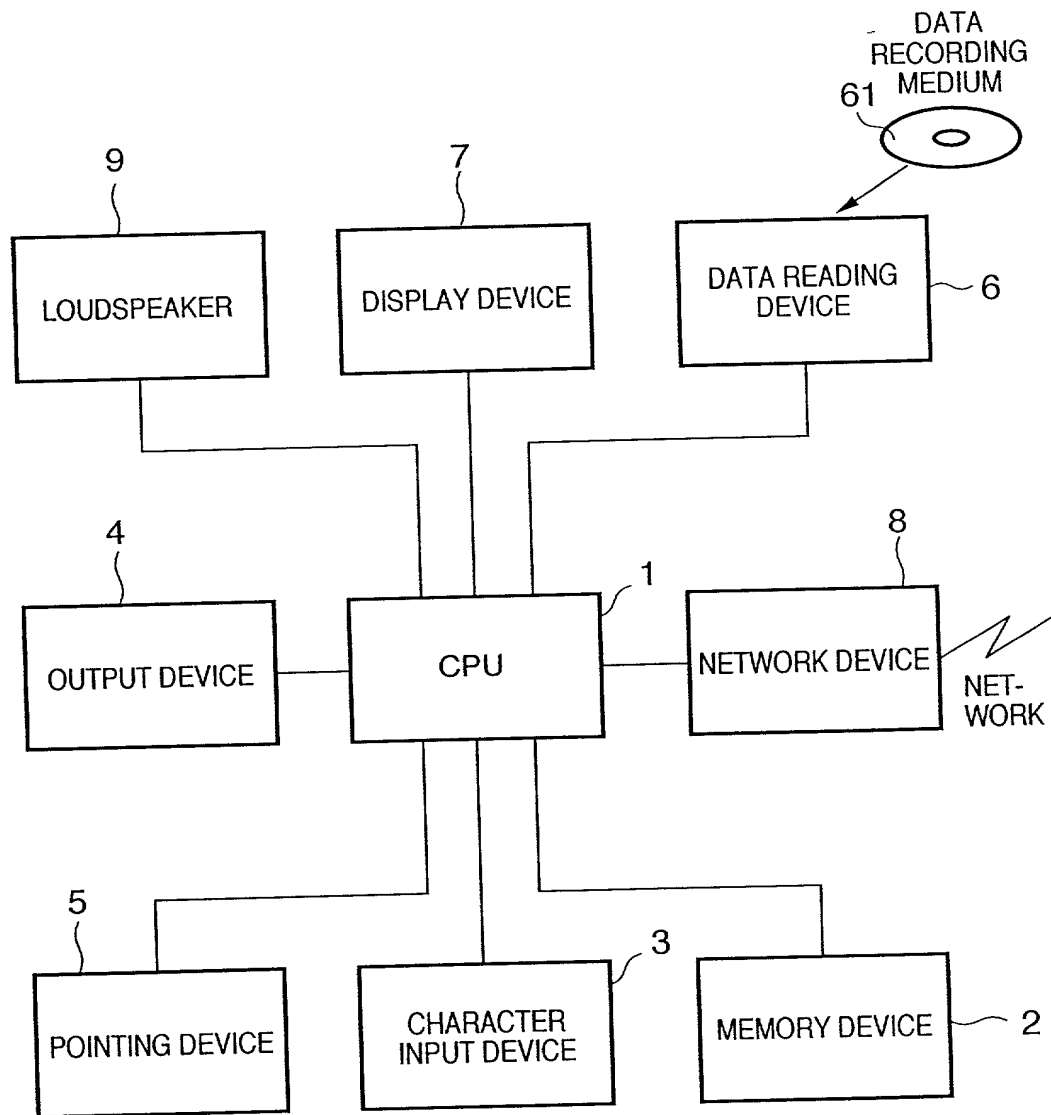 DATA
RECORDING
MEDIUM
61
9
7
LOUDSPEAKER
DISPLAY DEVICE
DATA READING
DEVICE
6
4
1
8
OUTPUT DEVICE
CPU
NETWORK DEVICE
NET-
WORK
5
3
POINTING DEVICE
CHARACTER
INPUT DEVICE
MEMORY DEVICE
2